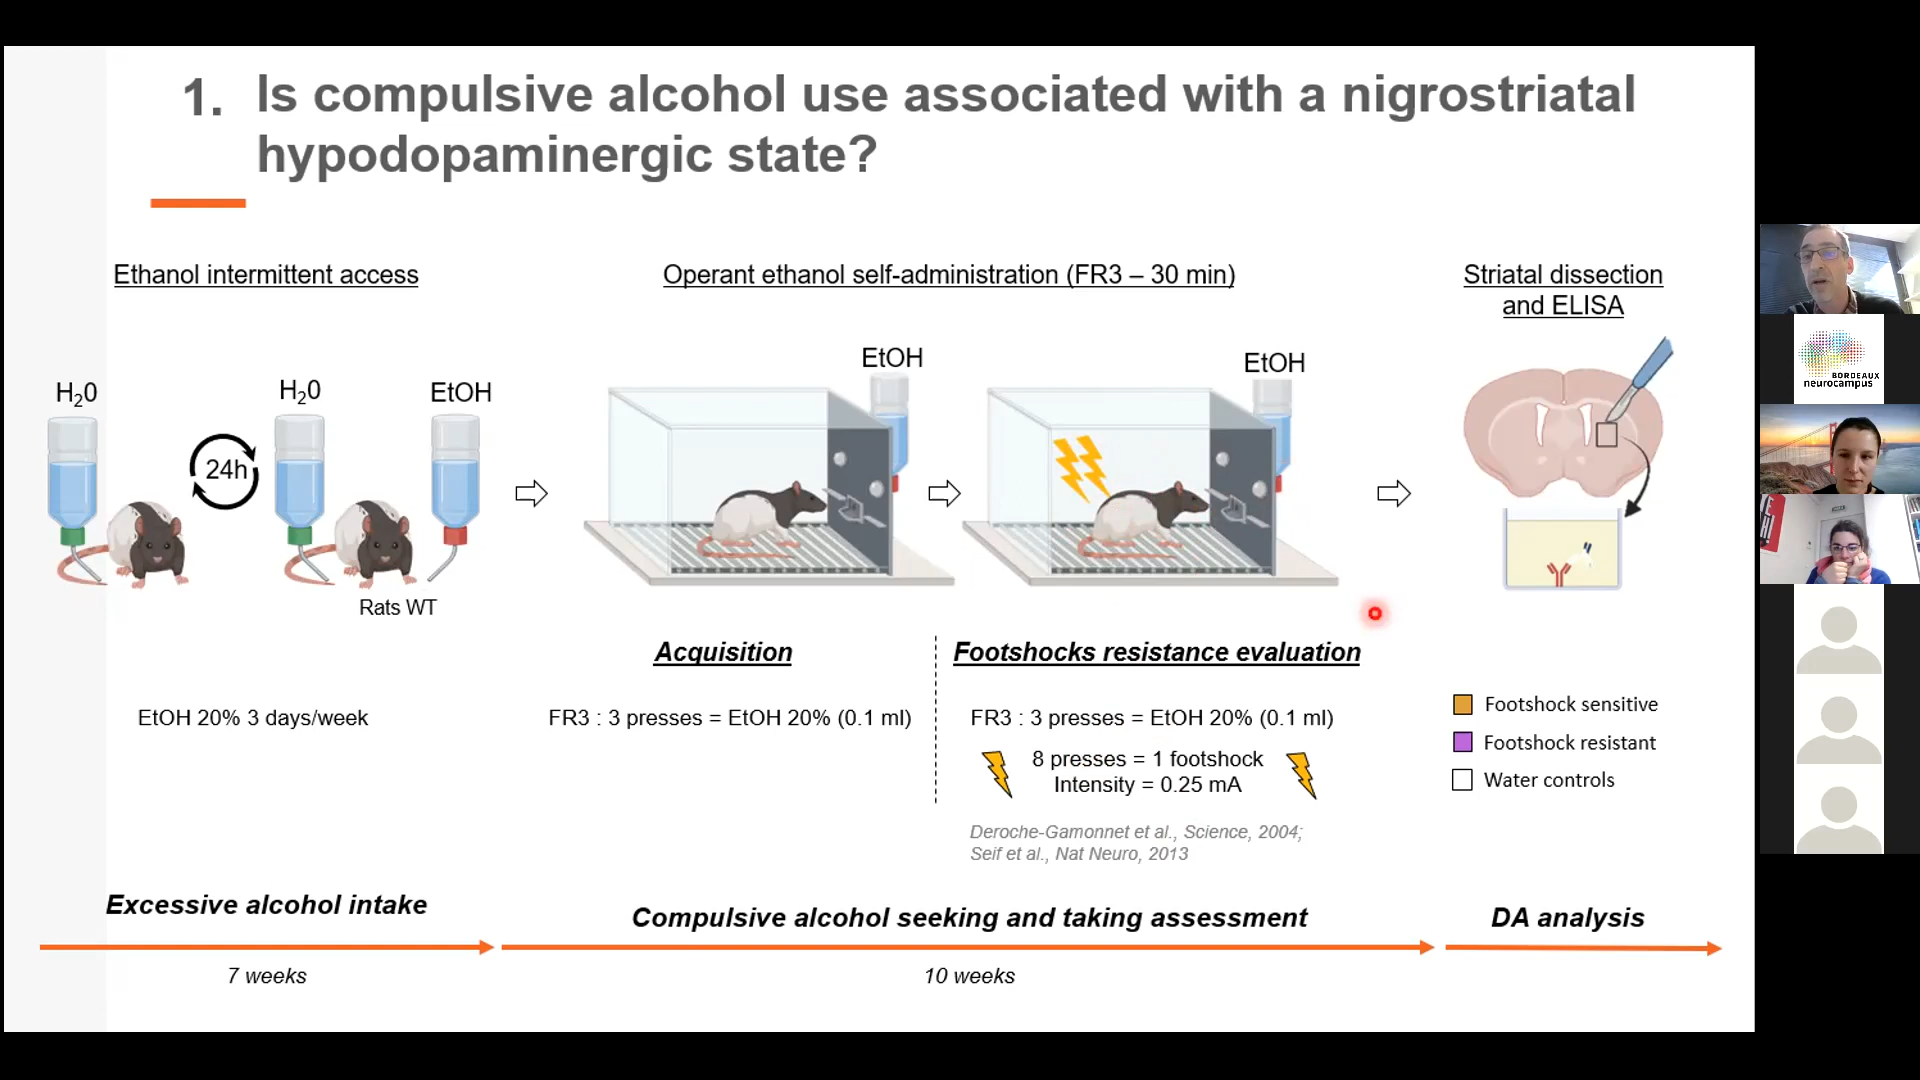 1. Is compulsive alcohol use associated with a nigrostriatal
hypodopaminergic state?
Ethanol intermittent access
Operant ethanol self-administration (FR3 – 30 min)
Striatal dissection
and ELISA
H₂0
24h
H₂0
EtOH
Rats WT
EtOH
EtOH
EtOH 20% 3 days/week
Acquisition
FR3 : 3 presses = EtOH 20% (0.1 ml)
Footshocks resistance evaluation
FR3 : 3 presses = EtOH 20% (0.1 ml)
8 presses = 1 footshock
Intensity = 0.25 mA
Deroche-Gamonnet et al., Science, 2004;
Seif et al., Nat Neuro, 2013
Footshock sensitive
Footshock resistant
Water controls
Excessive alcohol intake
7 weeks
Compulsive alcohol seeking and taking assessment
10 weeks
DA analysis
BORDEAUX
neurocampus